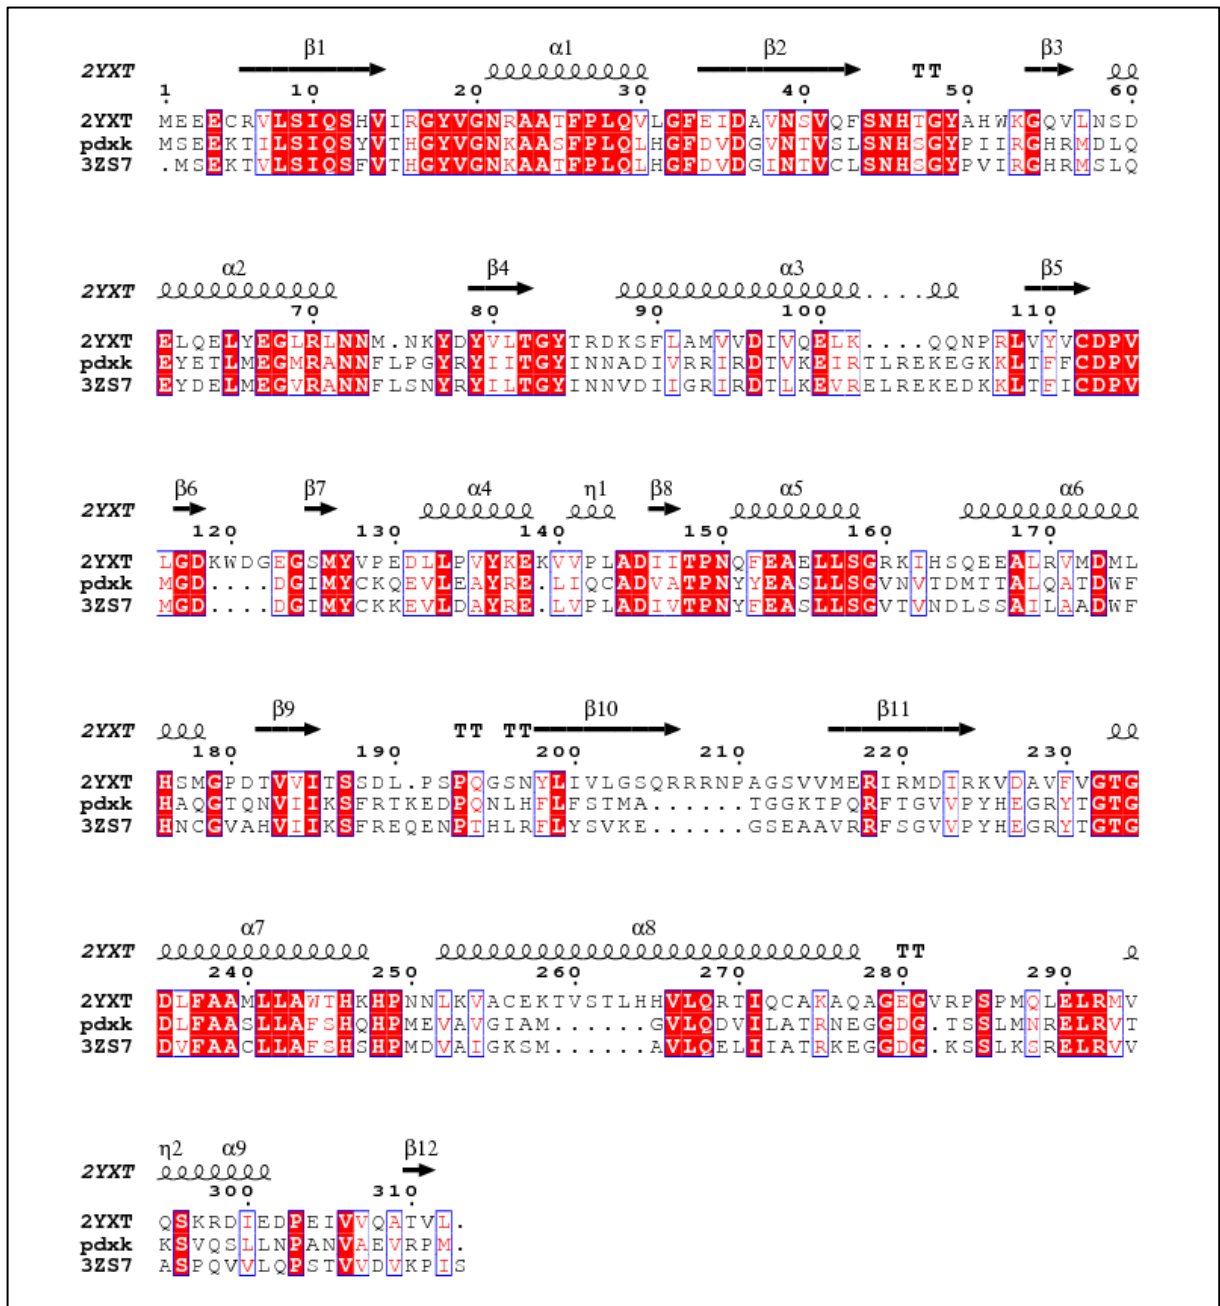 β1 α1 β2 β3
2YXT TT
1 10 20 30 40 50 60
2YXT MEEECRVLSIQSHVIRGYVGNRAATFPLQVLGFEIDAVNSVQFSNHTGYAHWKGQVLNSD
pdxk MSEEKTILSIQSYVTHGYVGNKAASFPLQLHGFDVDGVNTVSLSNHSGYPIIRGHRMDLQ
3ZS7 .MSEKTVLSIQSFVTHGYVGNKAATFPLQLHGFDVDGINTVCLSNHSGYPVIRGHRMSLQ
α2 β4 α3 β5
2YXT ....
70 80 90 100 110
2YXT ELQELYEGLRLNNM.NKYDYVLTGYTRDKSFLAMVVDIVQELK....QQNPRLVYVCDPV
pdxk EYETLMEGMRANNFLPGYRYIITGYINNADIVRRIRDTVKEIRTLREKEGKKLTFFCDPV
3ZS7 EYDELMEGVRANNFLSNYRYILTGYINNVDIIGRIRDTLKEVRELREKEDKKLTFICDPV
β6 β7 α4 η1 β8 α5 α6
2YXT
120 130 140 150 160 170
2YXT LGDKWDGEGSMYVPEDLLPVYKEKVVPLADIITPNQFEAELLSGRKIHSQEEALRVMDML
pdxk MGD....DGIMYCKQEVLEAYRE.LIQCADVATPNYYEASLLSGVNVTDMTTALQATDWF
3ZS7 MGD....DGIMYCKKEVLDAYRE.LVPLADIVTPNYFEASLLSGVTVNDLSSAILAADWF
β9 β10 β11
2YXT TT TT
180 190 200 210 220 230
2YXT HSMGPDTVVITSSDL.PSPQGSNYLIVLGSQRRRNPAGSVVMERIRMDIRKVDAVFVGTG
pdxk HAQGTQNVIIKSFRTKEDPQNLHFLFSTMA......TGGKTPQRFTGVVPYHEGRYTGTG
3ZS7 HNCGVAHVIIKSFREQENPTHLRFLYSVKE......GSEAAVRRFSGVVPYHEGRYTGTG
α7 α8
2YXT TT
240 250 260 270 280 290
2YXT DLFAAMLLAWTHKHPNNLKVACEKTVSTLHHVLQRTIQCAKAQAGEGVRPSPMQLELRMV
pdxk DLFAASLLAFSHQHPMEVAVGIAM......GVLQDVILATRNEGGDG.TSSLMNRELRVT
3ZS7 DVFAACLLAFSHSHPMDVAIGKSM......AVLQELIIATRKEGGDG.KSSLKSRELRVV
η2 α9 β12
2YXT
300 310
2YXT QSKRDIEDPEIVVQATVL.
pdxk KSVQSLLNPANVAEVRPM.
3ZS7 ASPQVVLQPSTVVDVKPIS